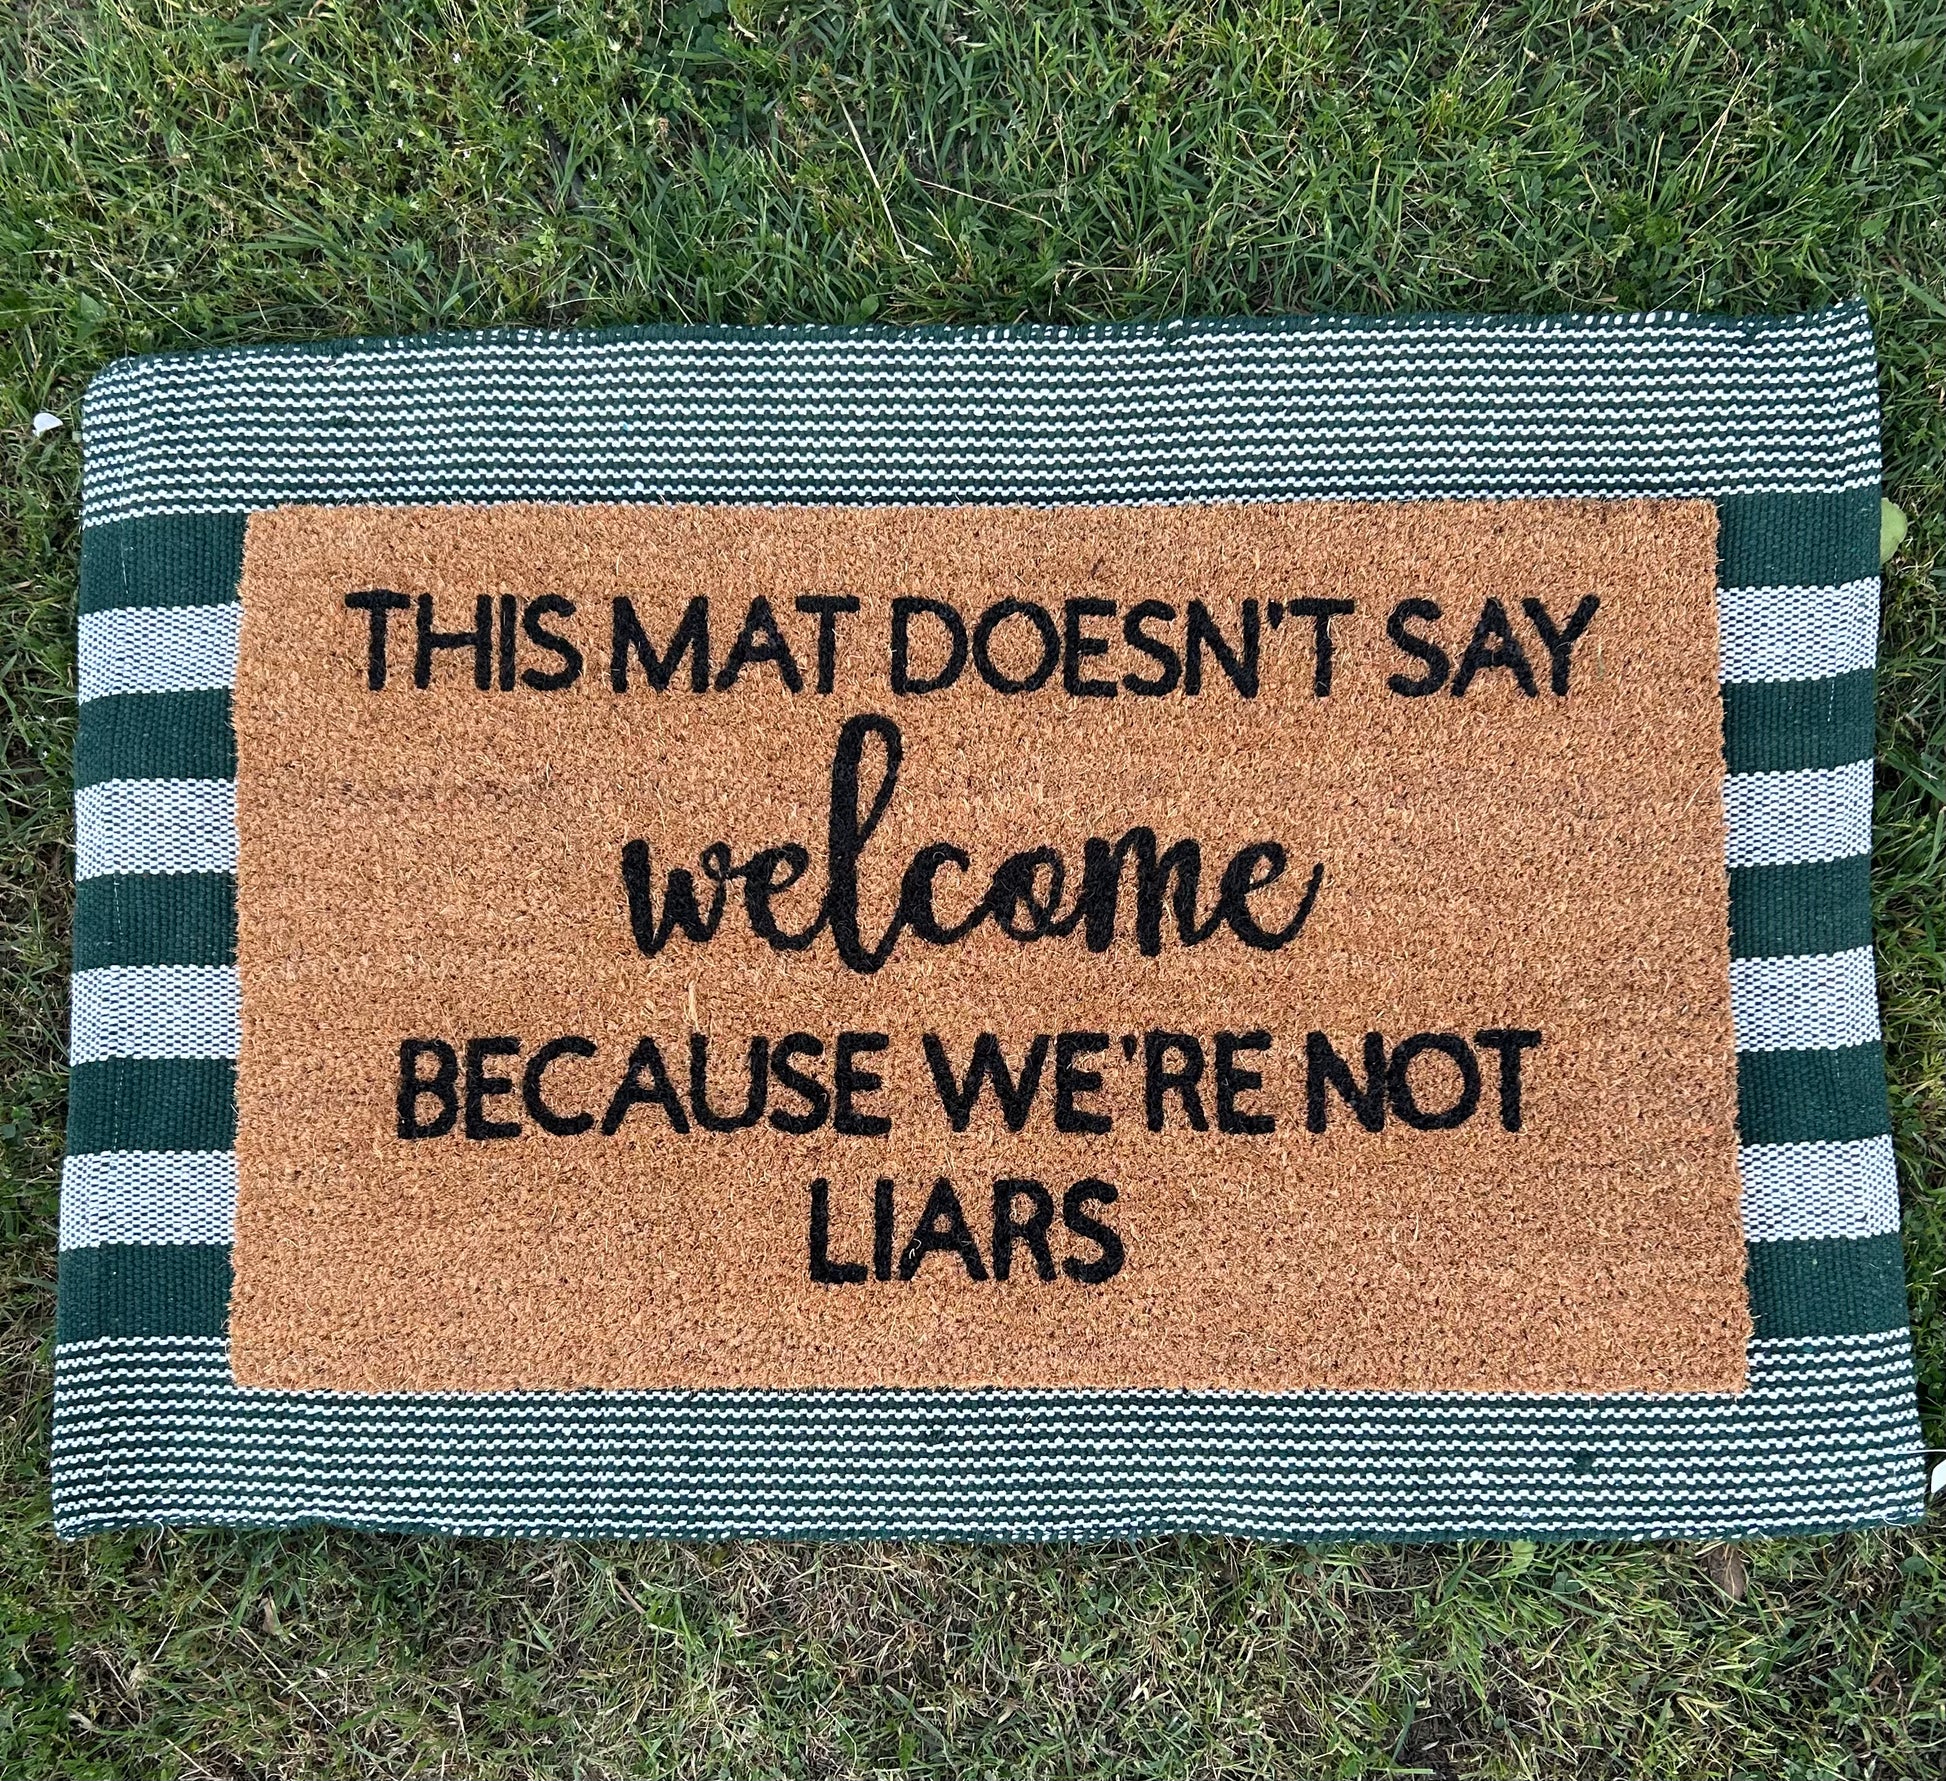 THIS MAT DOESN'T SAY
welcome
BECAUSE WE'RE NOT
LIARS